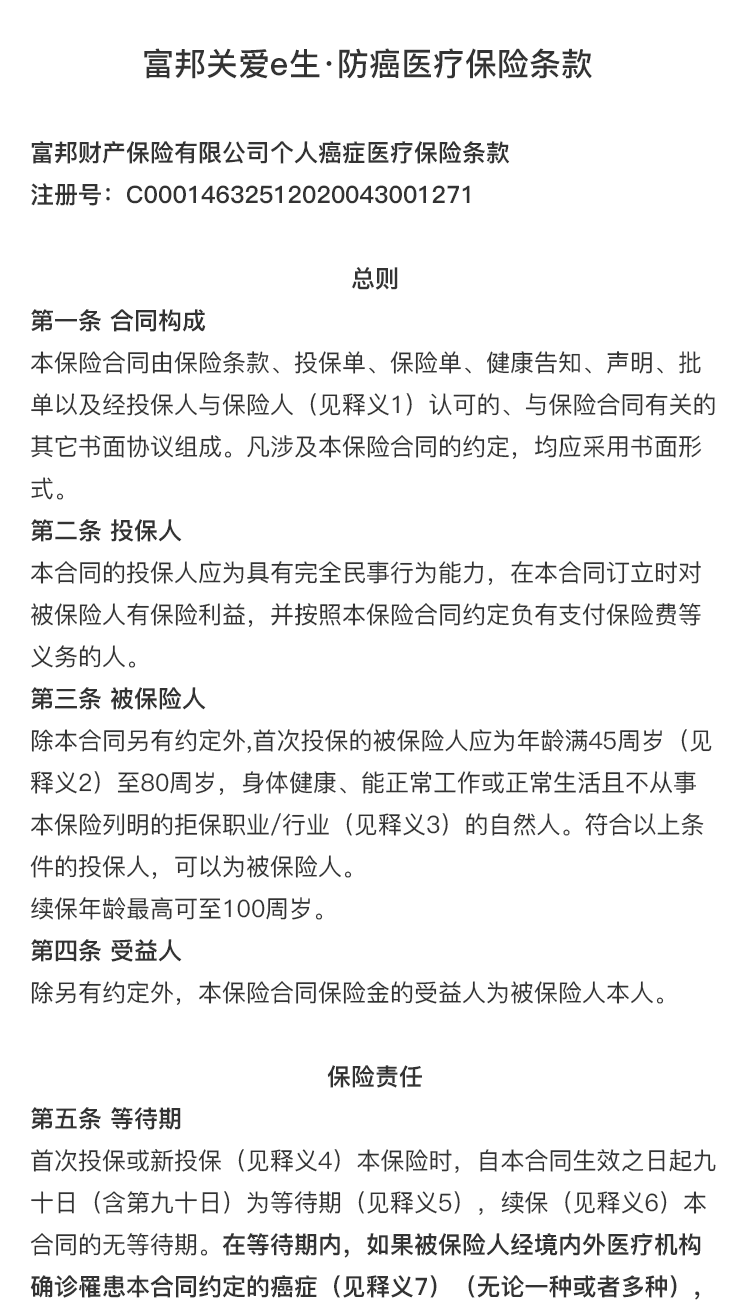 富邦关爱e生·防癌医疗保险条款
富邦财产保险有限公司个人癌症医疗保险条款
注册号：C00014632512020043001271
总则
第一条 合同构成
本保险合同由保险条款、投保单、保险单、健康告知、声明、批
单以及经投保人与保险人（见释义1）认可的、与保险合同有关的
其它书面协议组成。凡涉及本保险合同的约定，均应采用书面形
式。
第二条 投保人
本合同的投保人应为具有完全民事行为能力，在本合同订立时对
被保险人有保险利益，并按照本保险合同约定负有支付保险费等
义务的人。
第三条 被保险人
除本合同另有约定外,首次投保的被保险人应为年龄满45周岁（见
释义2）至80周岁，身体健康、能正常工作或正常生活且不从事
本保险列明的拒保职业/行业（见释义3）的自然人。符合以上条
件的投保人，可以为被保险人。
续保年龄最高可至100周岁。
第四条 受益人
除另有约定外，本保险合同保险金的受益人为被保险人本人。
保险责任
第五条 等待期
首次投保或新投保（见释义4）本保险时，自本合同生效之日起九
十日（含第九十日）为等待期（见释义5），续保（见释义6）本
合同的无等待期。在等待期内，如果被保险人经境内外医疗机构
确诊罹患本合同约定的癌症（见释义7）（无论一种或者多种），